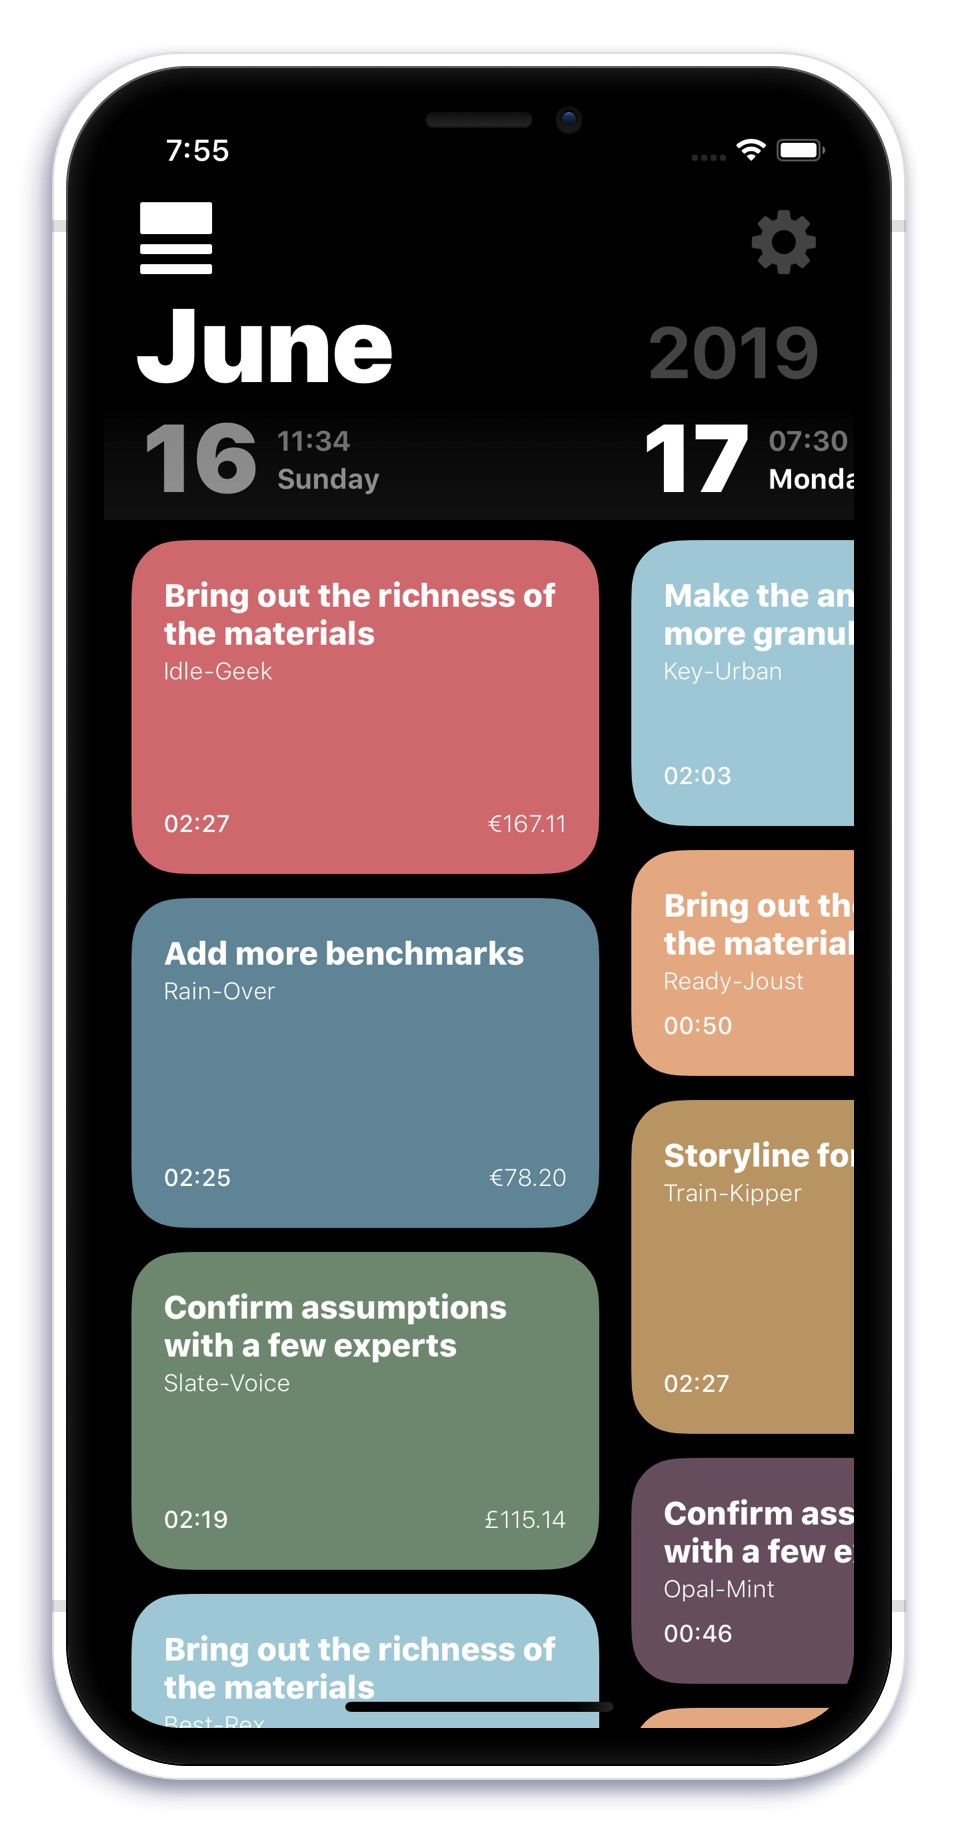 7:55
June
2019
16
11:34
Sunday
17
07:30
Monda
Bring out the richness of
the materials
Idle-Geek
02:27
€167.11
Add more benchmarks
Rain-Over
02:25
€78.20
Confirm assumptions
with a few experts
Slate-Voice
02:19
£115.14
Bring out the richness of
the materials
Best-Rex
Make the an
more granul
Key-Urban
02:03
Bring out the
the material
Ready-Joust
00:50
Storyline for
Train-Kipper
02:27
Confirm ass
with a few e
Opal-Mint
00:46